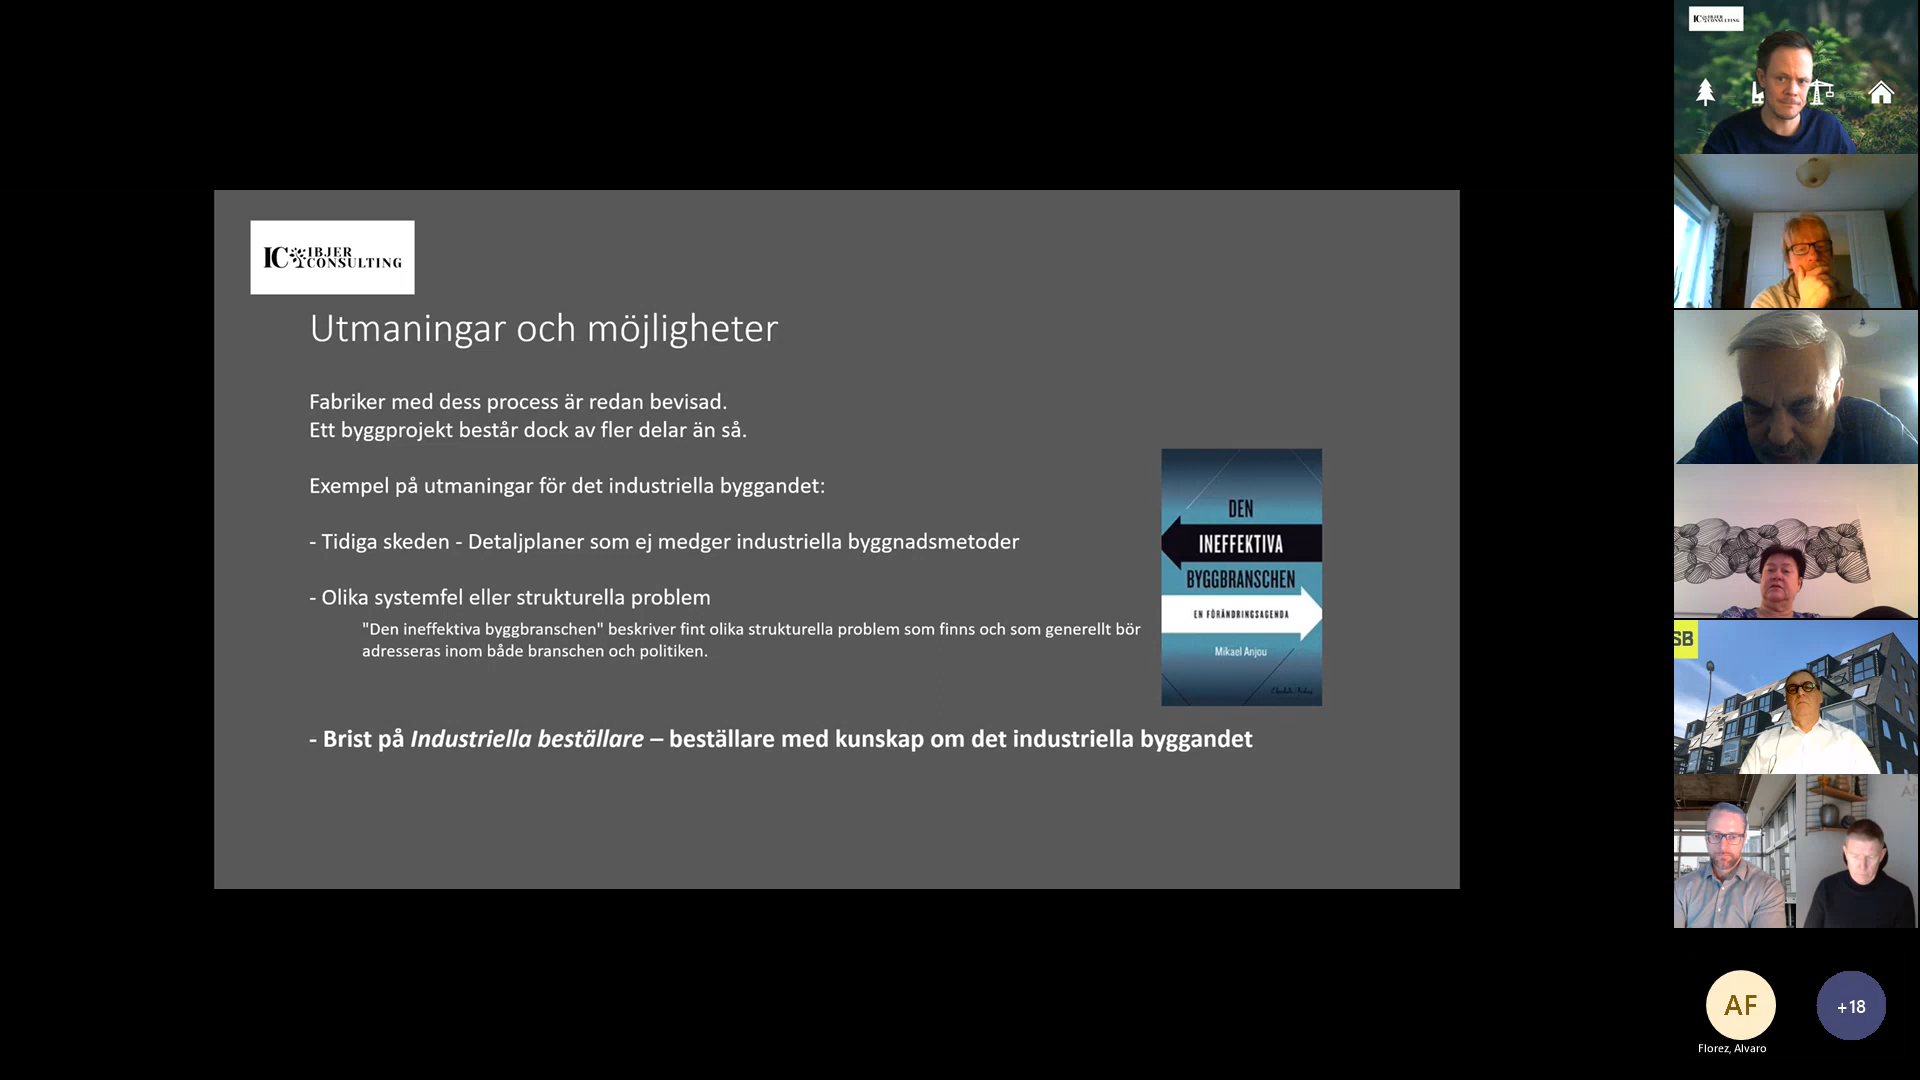 IC IBJER
CONSULTING
Utmaningar och möjligheter
Fabriker med dess process är redan bevisad.
Ett byggprojekt består dock av fler delar än så.
Exempel på utmaningar för det industriella byggandet:
- Tidiga skeden - Detaljplaner som ej medger industriella byggnadsmetoder
- Olika systemfel eller strukturella problem
"Den ineffektiva byggbranschen" beskriver fint olika strukturella problem som finns och som generellt bör
adresseras inom både branschen och politiken.
- Brist på Industriella beställare – beställare med kunskap om det industriella byggandet
DEN
INEFFEKTIVA
BYGGBRANSCHEN
EN FÖRÄNDRINGSAGENDA
Mikael Anjou
IC IBJER
CONSULTING
SB
AF
Florez, Alvaro
+18